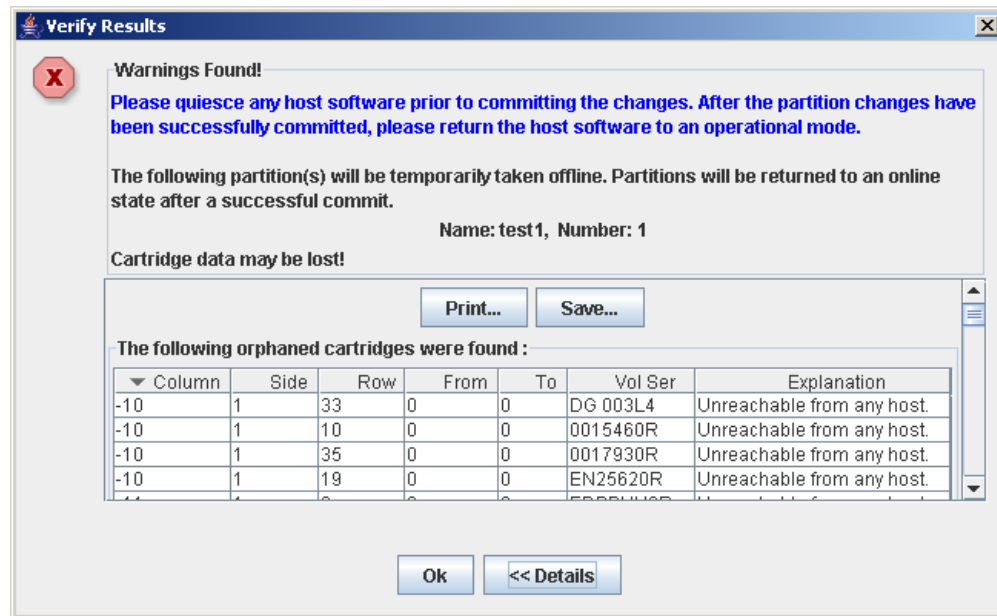 Verify Results
Warnings Found!
Please quiesce any host software prior to committing the changes. After the partition changes have
been successfully committed, please return the host software to an operational mode.
The following partition(s) will be temporarily taken offline. Partitions will be returned to an online
state after a successful commit.
Name: test1, Number: 1
Cartridge data may be lost!
Print... Save...
The following orphaned cartridges were found :
Column Side Row From To Vol Ser Explanation
-10 1 33 0 0 DG 003L4 Unreachable from any host.
-10 1 10 0 0 0015460R Unreachable from any host.
-10 1 35 0 0 0017930R Unreachable from any host.
-10 1 19 0 0 EN25620R Unreachable from any host.
Ok << Details